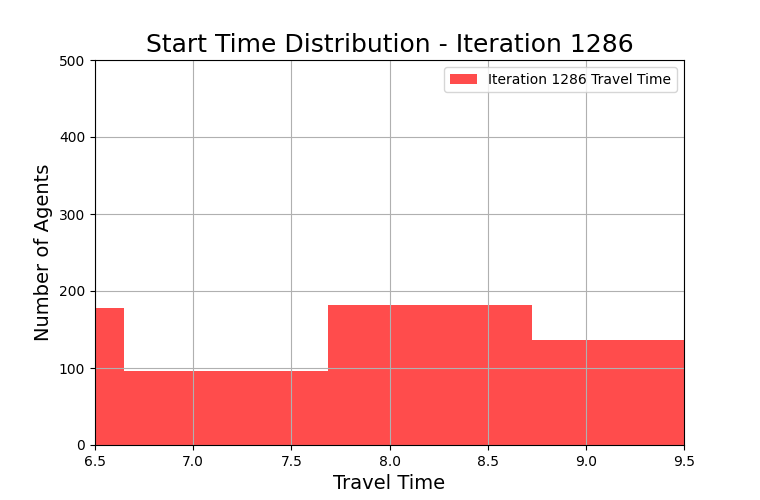 Start Time Distribution - Iteration 1286
500
Iteration 1286 Travel Time
400
300
200
100
0
Number of Agents
6.5 7.0 7.5 8.0 8.5 9.0 9.5
Travel Time